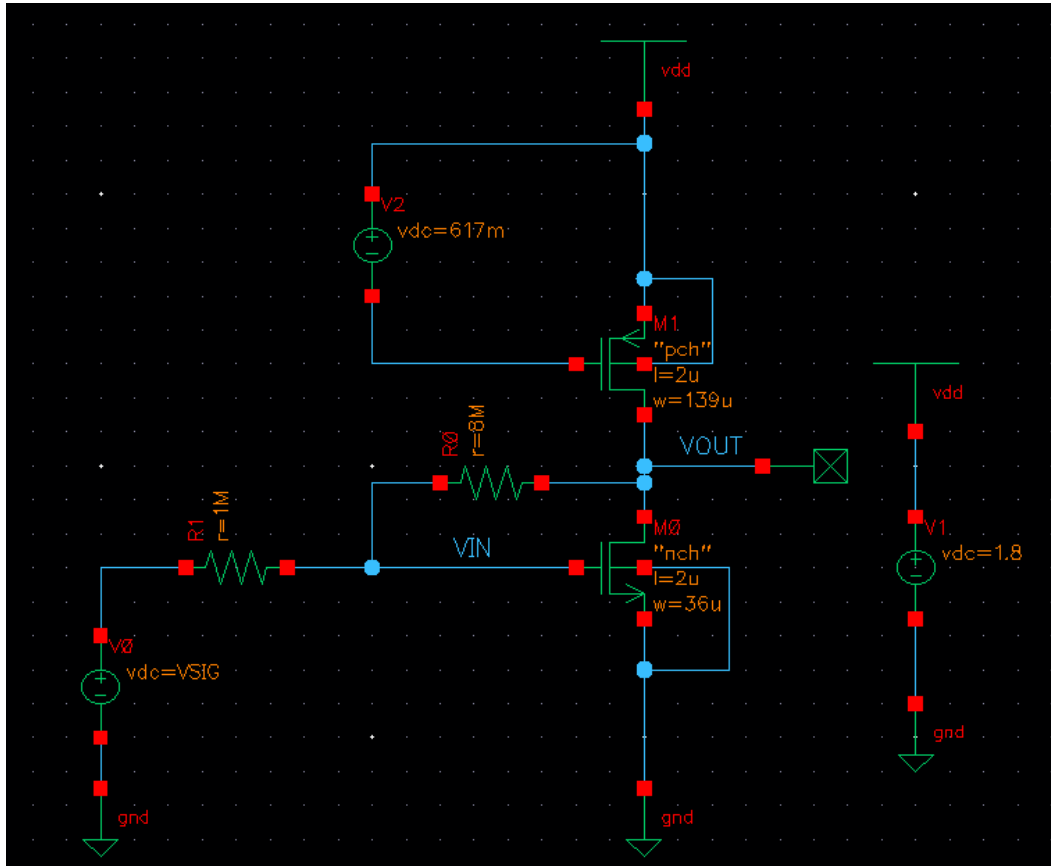 vdd
V2
vdc=617m
M1
"pch"
l=2u
w=139u
vdd
R0
r=8M
VOUT
R1
r=1M
VIN
M0
"nch"
l=2u
w=36u
V1
vdc=1.8
V0
vdc=VSIG
gnd
gnd
gnd